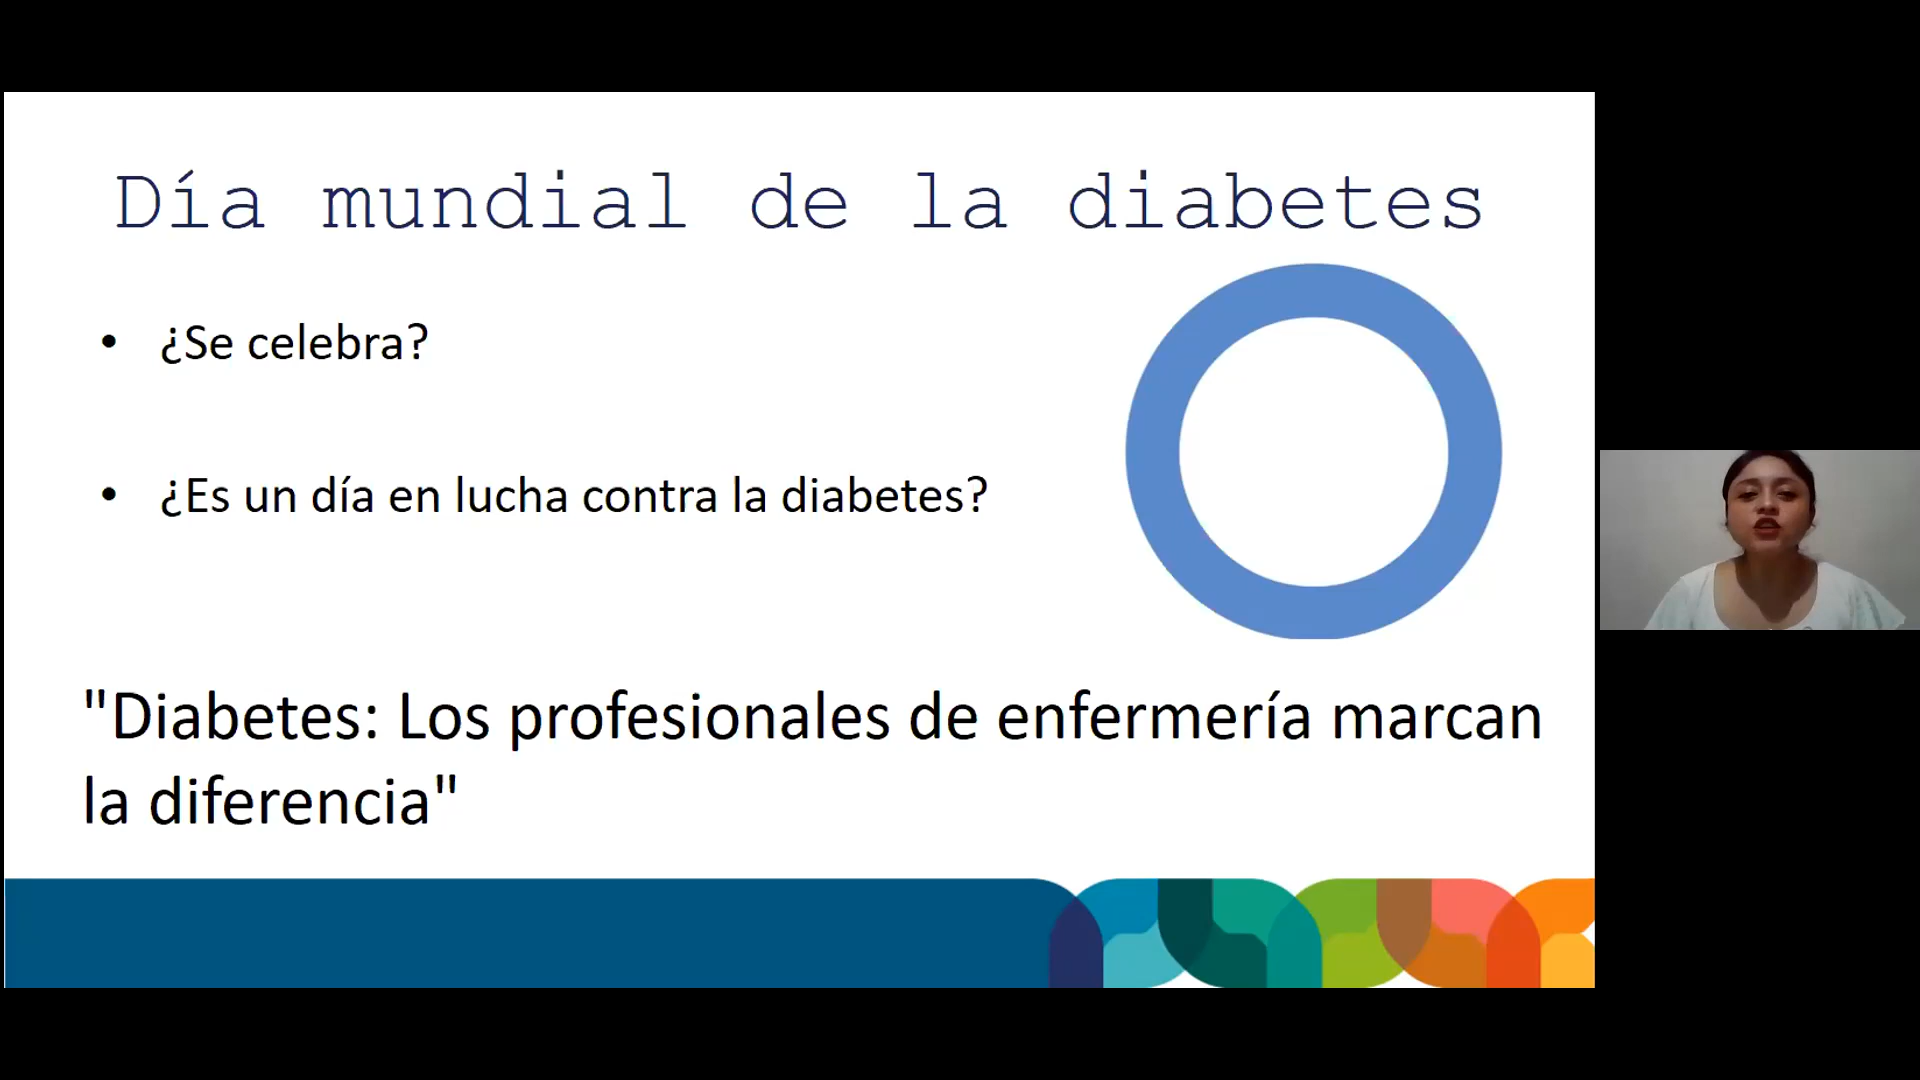 Día mundial de la diabetes
• ¿Se celebra?
• ¿Es un día en lucha contra la diabetes?
"Diabetes: Los profesionales de enfermería marcan
la diferencia"